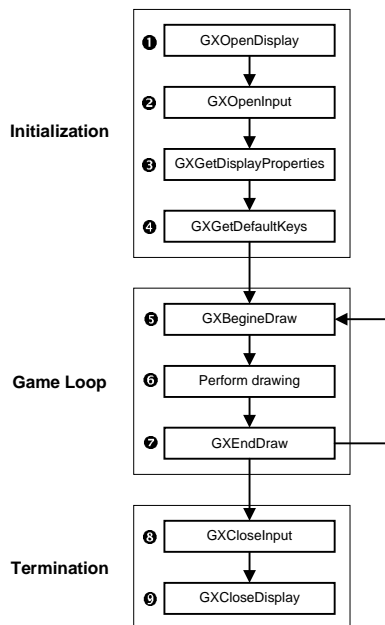 ❶ GXOpenDisplay
❷ GXOpenInput
Initialization
❸ GXGetDisplayProperties
❹ GXGetDefaultKeys
❺ GXBegineDraw
Game Loop
❻ Perform drawing
❼ GXEndDraw
❽ GXCloseInput
Termination
❾ GXCloseDisplay